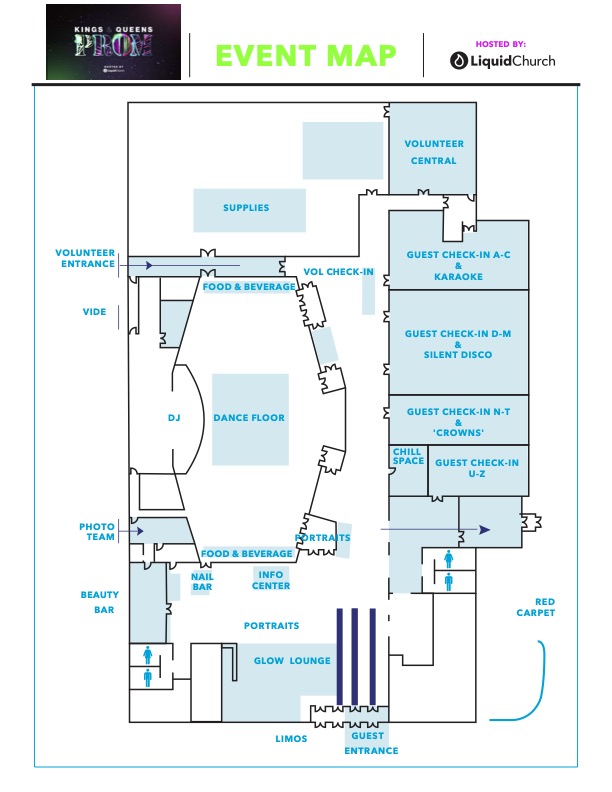 KINGS & QUEENS
PROM
HOSTED BY
LiquidChurch
EVENT MAP
HOSTED BY:
LiquidChurch
VOLUNTEER
CENTRAL
SUPPLIES
VOLUNTEER
ENTRANCE
VOL CHECK-IN
GUEST CHECK-IN A-C
&
KARAOKE
FOOD & BEVERAGE
VIDE
GUEST CHECK-IN D-M
&
SILENT DISCO
DJ
DANCE FLOOR
GUEST CHECK-IN N-T
&
'CROWNS'
CHILL
SPACE
GUEST CHECK-IN
U-Z
PHOTO
TEAM
PORTRAITS
FOOD & BEVERAGE
NAIL
BAR
INFO
CENTER
BEAUTY
BAR
RED
CARPET
PORTRAITS
GLOW LOUNGE
LIMOS
GUEST
ENTRANCE